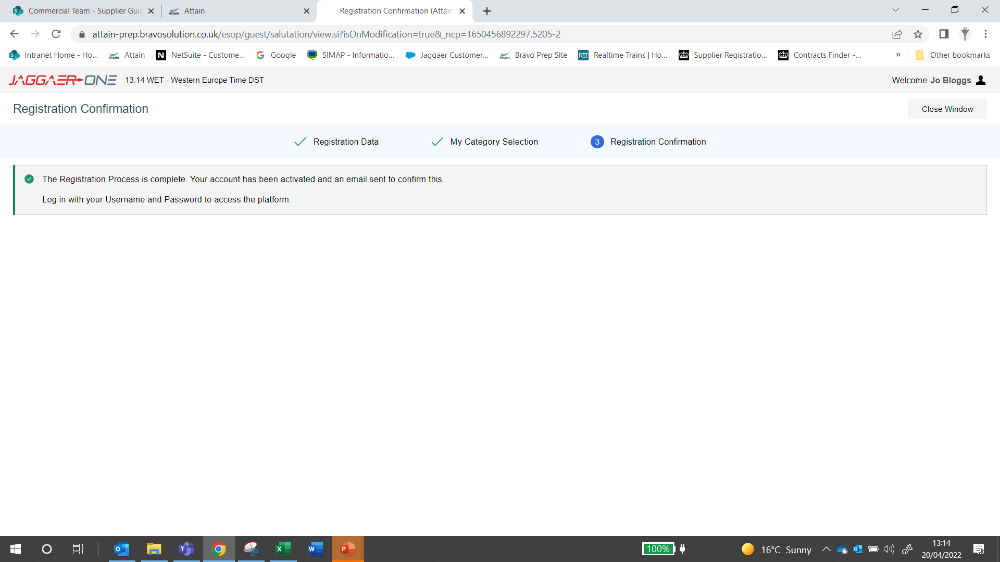 Commercial Team - Supplier Guid
Attain
Registration Confirmation (Attain
attain-prep.bravosolution.co.uk/esop/guest/salutation/view.si?isOnModification=true&_ncp=1650456892297.5205-2
Intranet Home - Ho...
Attain
Attain
NetSuite - Custome...
Google
SIMAP - Informatio...
Jaggaer Customer...
Attain
Bravo Prep Site
RTT
Realtime Trains | Ho...
Supplier Registratio...
Contracts Finder -...
»
Other bookmarks
JAGGAER ONE
13:14 WET - Western Europe Time DST
Welcome Jo Bloggs
Registration Confirmation
Close Window
Registration Data
My Category Selection
3 Registration Confirmation
The Registration Process is complete. Your account has been activated and an email sent to confirm this.
Log in with your Username and Password to access the platform.
100%
16°C Sunny
13:14
20/04/2022